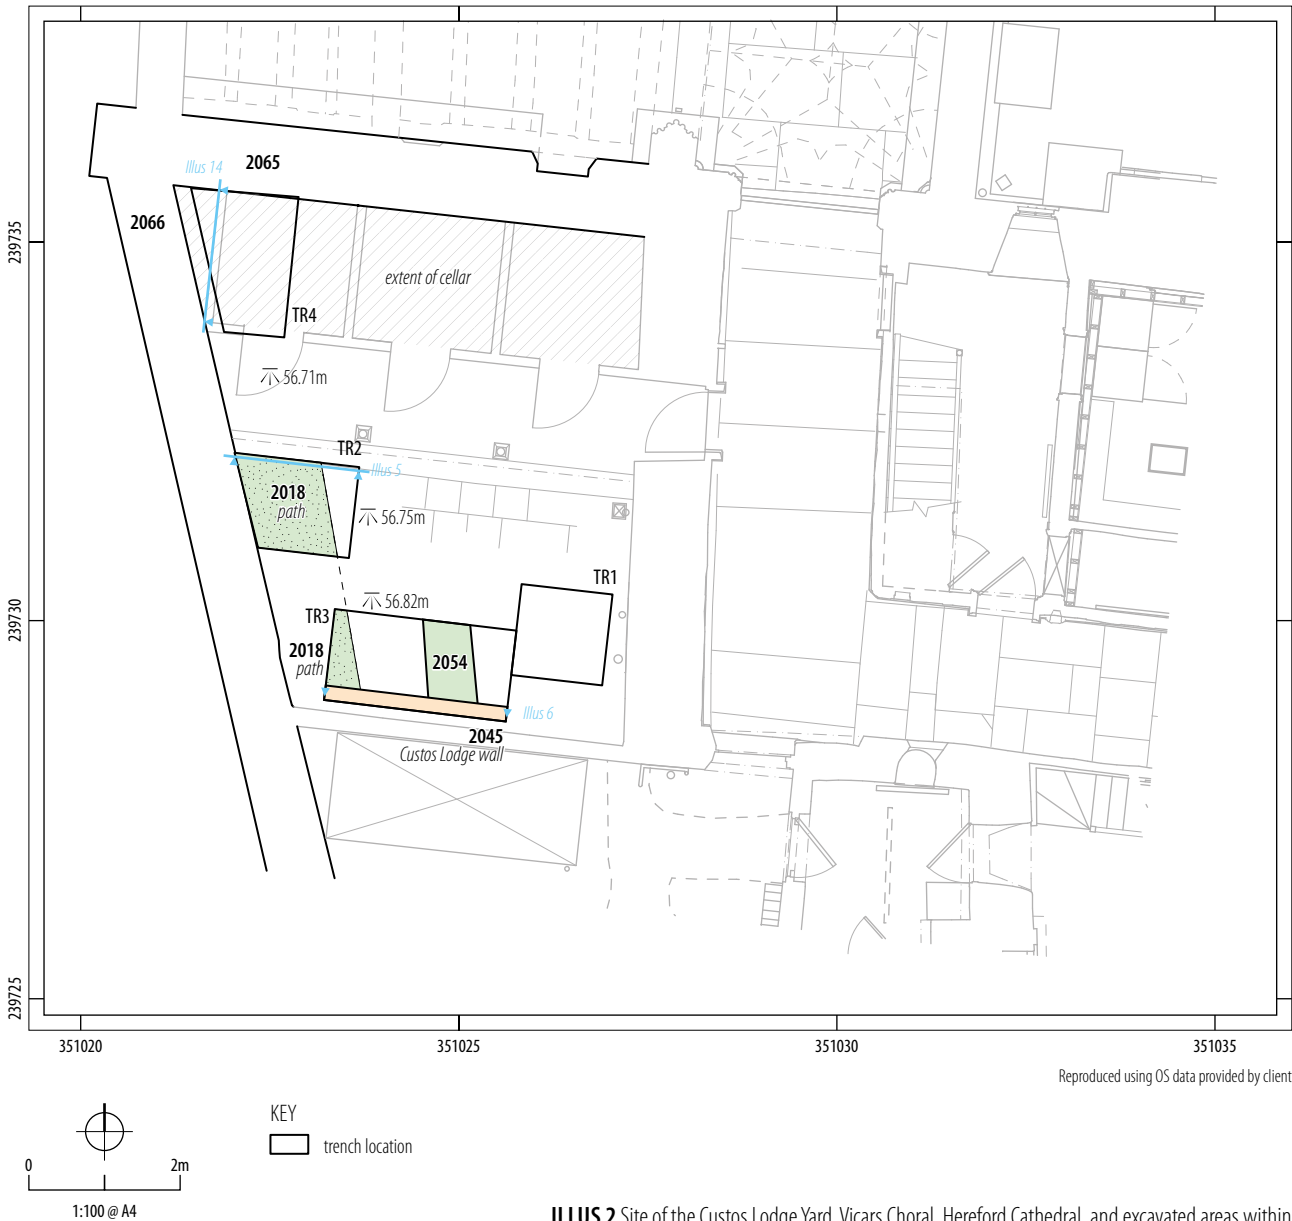 Illus 14
2065
2066
239735
extent of cellar
TR4
56.71m
TR2
Illus 5
2018
path
56.75m
TR1
56.82m
TR3
239730
2018
path
2054
Illus 6
2045
Custos Lodge wall
239725
351020
351025
351030
351035
Reproduced using OS data provided by client
KEY
trench location
0
2m
1:100 @ A4
ILLUS 2 Site of the Custos Lodge Yard, Vicars Choral, Hereford Cathedral, and excavated areas within